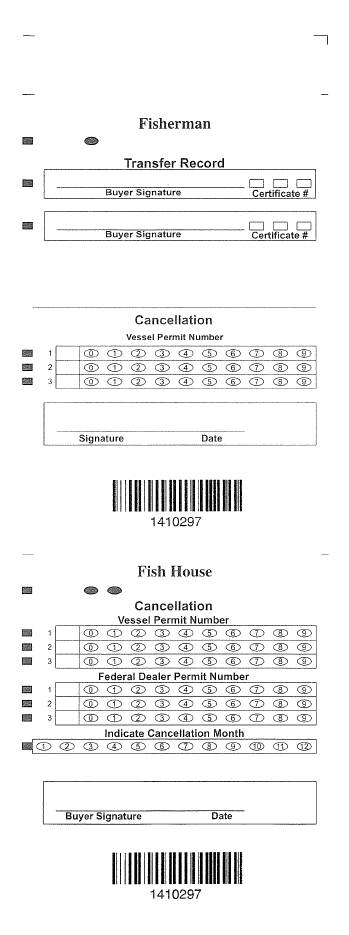 Fisherman
Transfer Record
Buyer Signature Certificate #
Buyer Signature Certificate #
Cancellation
Vessel Permit Number
1 0 1 2 3 4 5 6 7 8 9
2 0 1 2 3 4 5 6 7 8 9
3 0 1 2 3 4 5 6 7 8 9
Signature Date
1410297
Fish House
Cancellation
Vessel Permit Number
1 0 1 2 3 4 5 6 7 8 9
2 0 1 2 3 4 5 6 7 8 9
3 0 1 2 3 4 5 6 7 8 9
Federal Dealer Permit Number
1 0 1 2 3 4 5 6 7 8 9
2 0 1 2 3 4 5 6 7 8 9
3 0 1 2 3 4 5 6 7 8 9
Indicate Cancellation Month
1 2 3 4 5 6 7 8 9 10 11 12
Buyer Signature Date
1410297